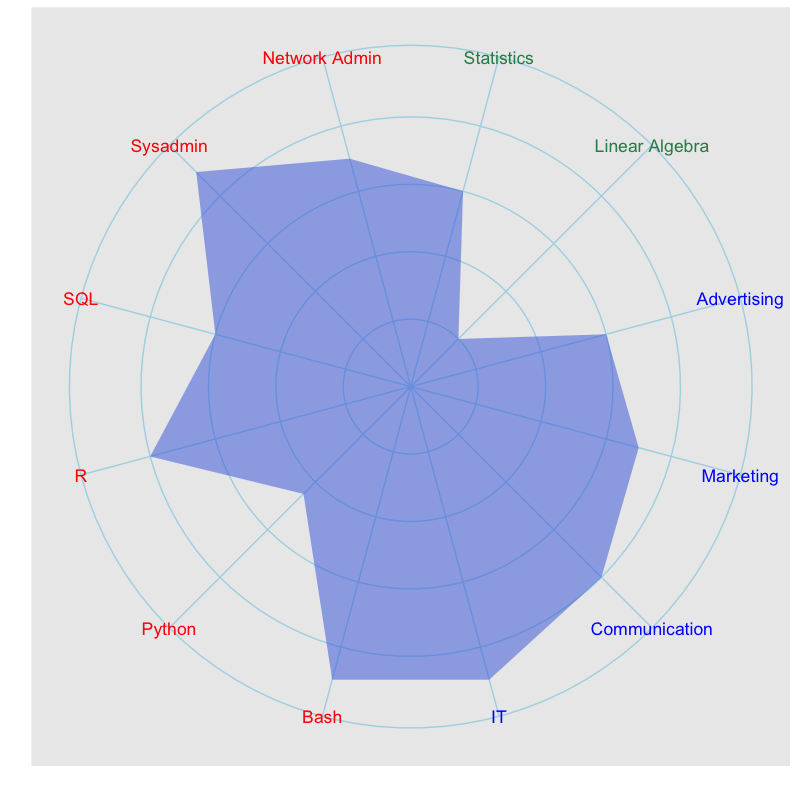 Network Admin
Statistics
Sysadmin
Linear Algebra
SQL
Advertising
R
Marketing
Python
Communication
Bash
IT